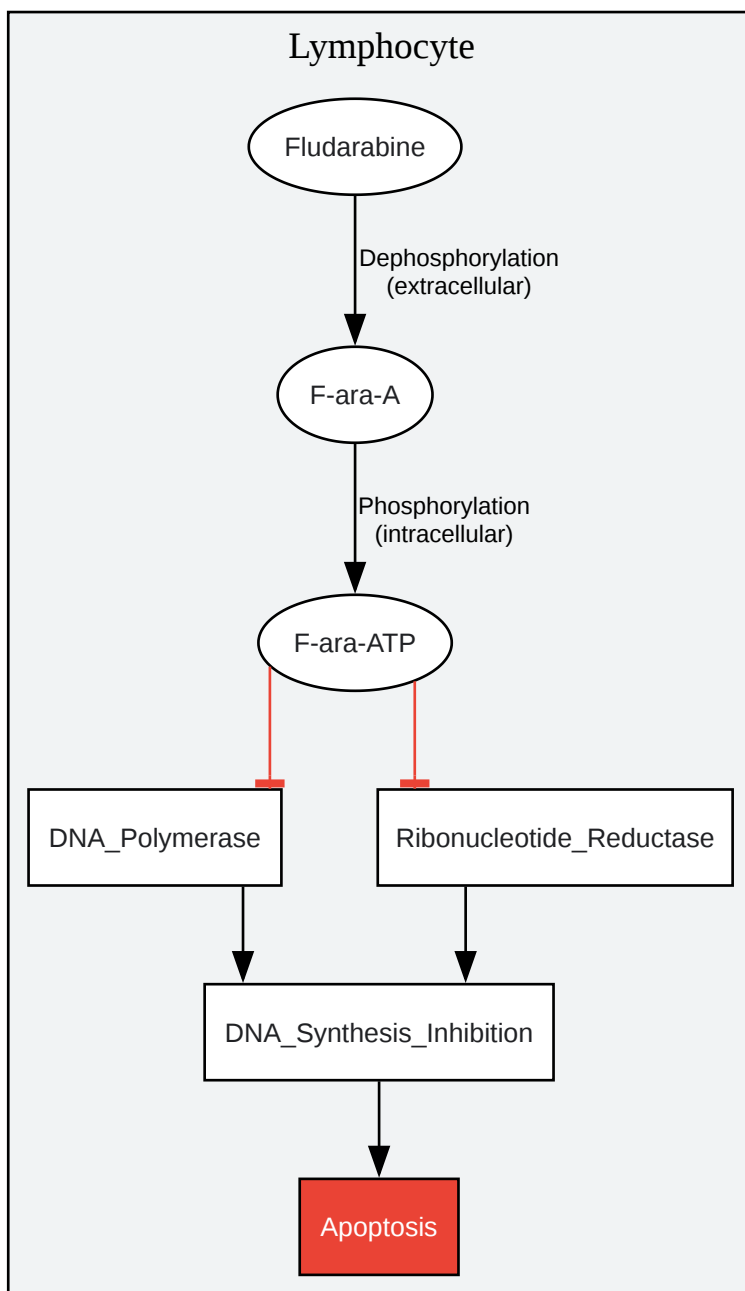 Lymphocyte
Fludarabine
Dephosphorylation
(extracellular)
F-ara-A
Phosphorylation
(intracellular)
F-ara-ATP
DNA_Polymerase
Ribonucleotide_Reductase
DNA_Synthesis_Inhibition
Apoptosis